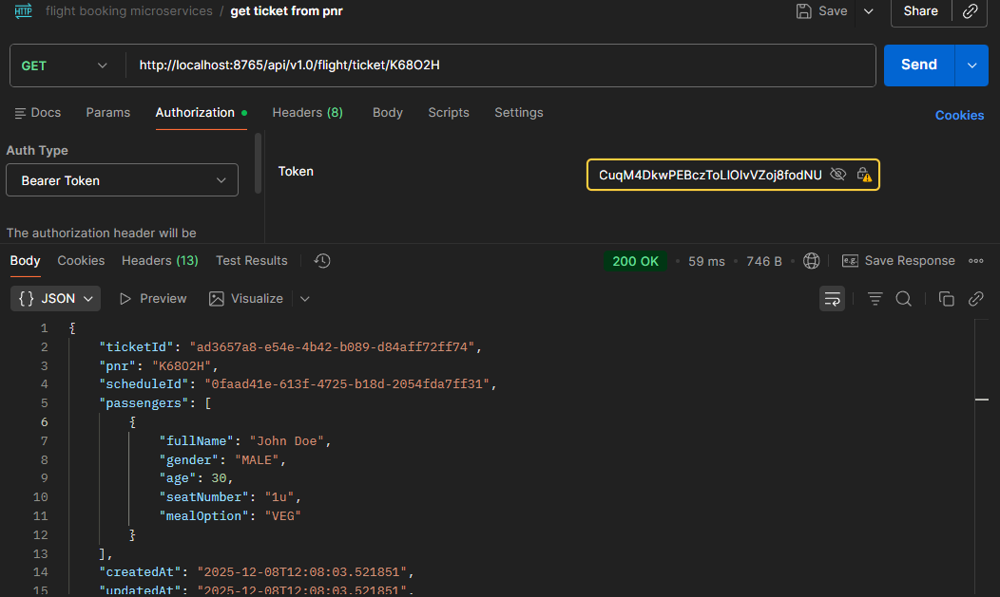 HTTP flight booking microservices / get ticket from pnr Save Share
GET http://localhost:8765/api/v1.0/flight/ticket/K68O2H Send
Docs Params Authorization Headers (8) Body Scripts Settings Cookies
Auth Type
Bearer Token
Token CuqM4DkwPEBczToLlOlvVZoj8fodNU
The authorization header will be
Body Cookies Headers (13) Test Results 200 OK • 59 ms • 746 B e.g. Save Response
{} JSON Preview Visualize
1 {
2 "ticketId": "ad3657a8-e54e-4b42-b089-d84aff72ff74",
3 "pnr": "K68O2H",
4 "scheduleId": "0faad41e-613f-4725-b18d-2054fda7ff31",
5 "passengers": [
6 {
7 "fullName": "John Doe",
8 "gender": "MALE",
9 "age": 30,
10 "seatNumber": "1u",
11 "mealOption": "VEG"
12 }
13 ],
14 "createdAt": "2025-12-08T12:08:03.521851",
15 "updatedAt": "2025-12-08T12:08:03.521851",